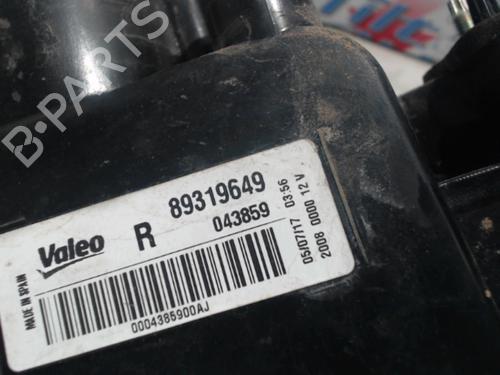 B-PARTS
Valeo
R
89319649
043859
MADE IN SPAIN
0004385900AJ
05/07/17 03:56
2008 0000 12 V